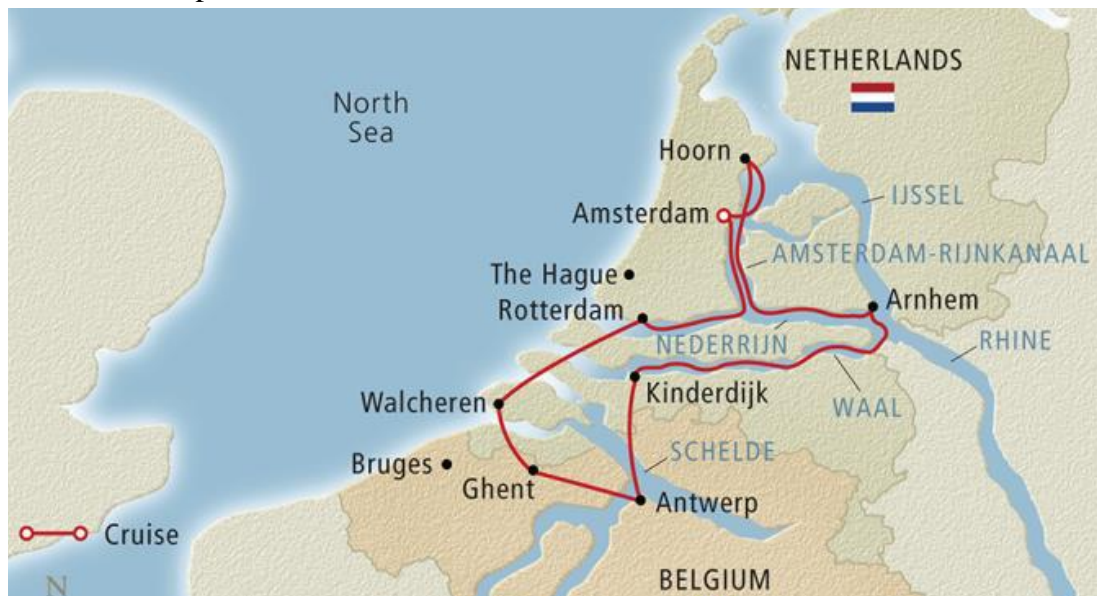 NETHERLANDS
North
Sea
Hoorn
IJSSEL
Amsterdam
AMSTERDAM-RIJNKANAAL
The Hague
Arnhem
Rotterdam
NEDERRIJN
RHINE
Kinderdijk
Walcheren
WAAL
SCHELDE
Bruges
Ghent
Antwerp
Cruise
BELGIUM
N